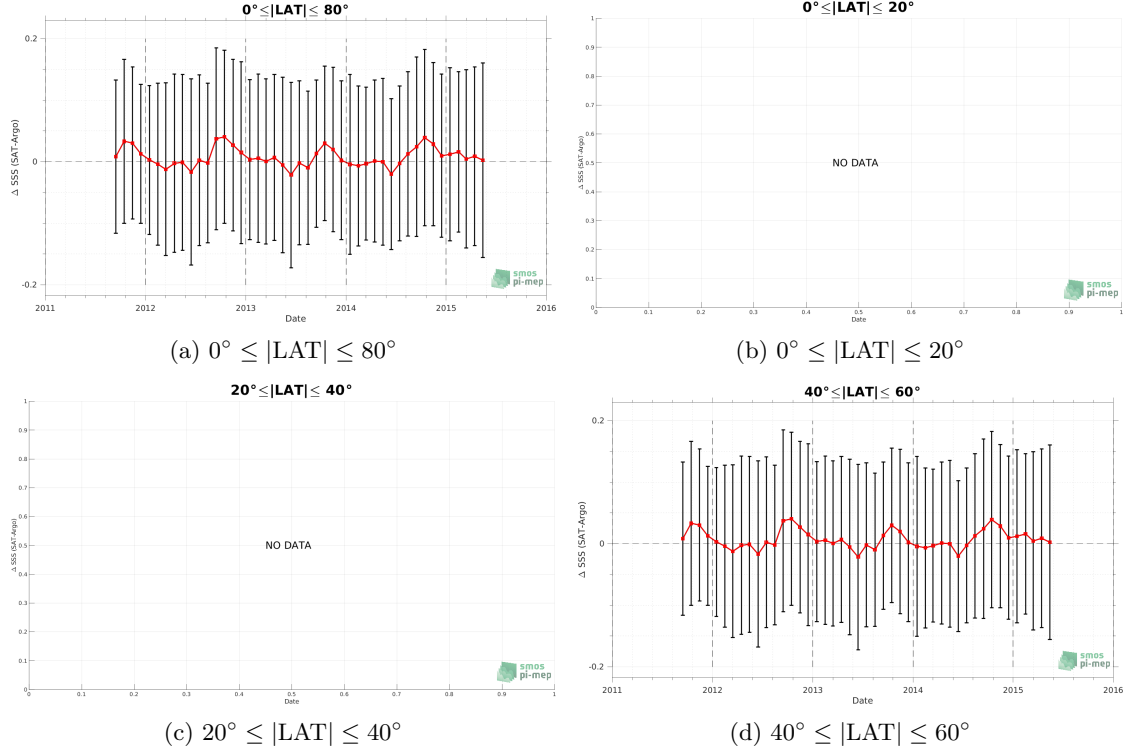 0°≤|LAT|≤ 80°
0.2
0
-0.2
Δ SSS (SAT-Argo)
2011 2012 2013 2014 2015 2016
Date
smos
pi-mep
(a) 0° ≤ |LAT| ≤ 80°
0°≤|LAT|≤ 20°
1
0.9
0.8
0.7
0.6
0.5
0.4
0.3
0.2
0.1
0
Δ SSS (SAT-Argo)
NO DATA
0 0.1 0.2 0.3 0.4 0.5 0.6 0.7 0.8 0.9 1
Date
smos
pi-mep
(b) 0° ≤ |LAT| ≤ 20°
20°≤|LAT|≤ 40°
1
0.9
0.8
0.7
0.6
0.5
0.4
0.3
0.2
0.1
0
Δ SSS (SAT-Argo)
NO DATA
0 0.1 0.2 0.3 0.4 0.5 0.6 0.7 0.8 0.9 1
Date
smos
pi-mep
(c) 20° ≤ |LAT| ≤ 40°
40°≤|LAT|≤ 60°
0.2
0
-0.2
Δ SSS (SAT-Argo)
2011 2012 2013 2014 2015 2016
Date
smos
pi-mep
(d) 40° ≤ |LAT| ≤ 60°